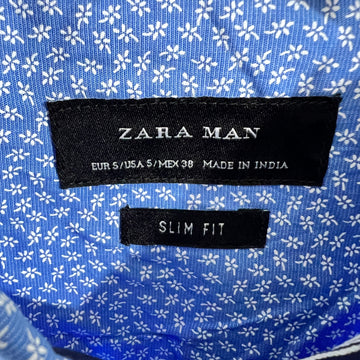 ZARA MAN
EUR S/USA S/MEX 38 MADE IN INDIA
SLIM FIT